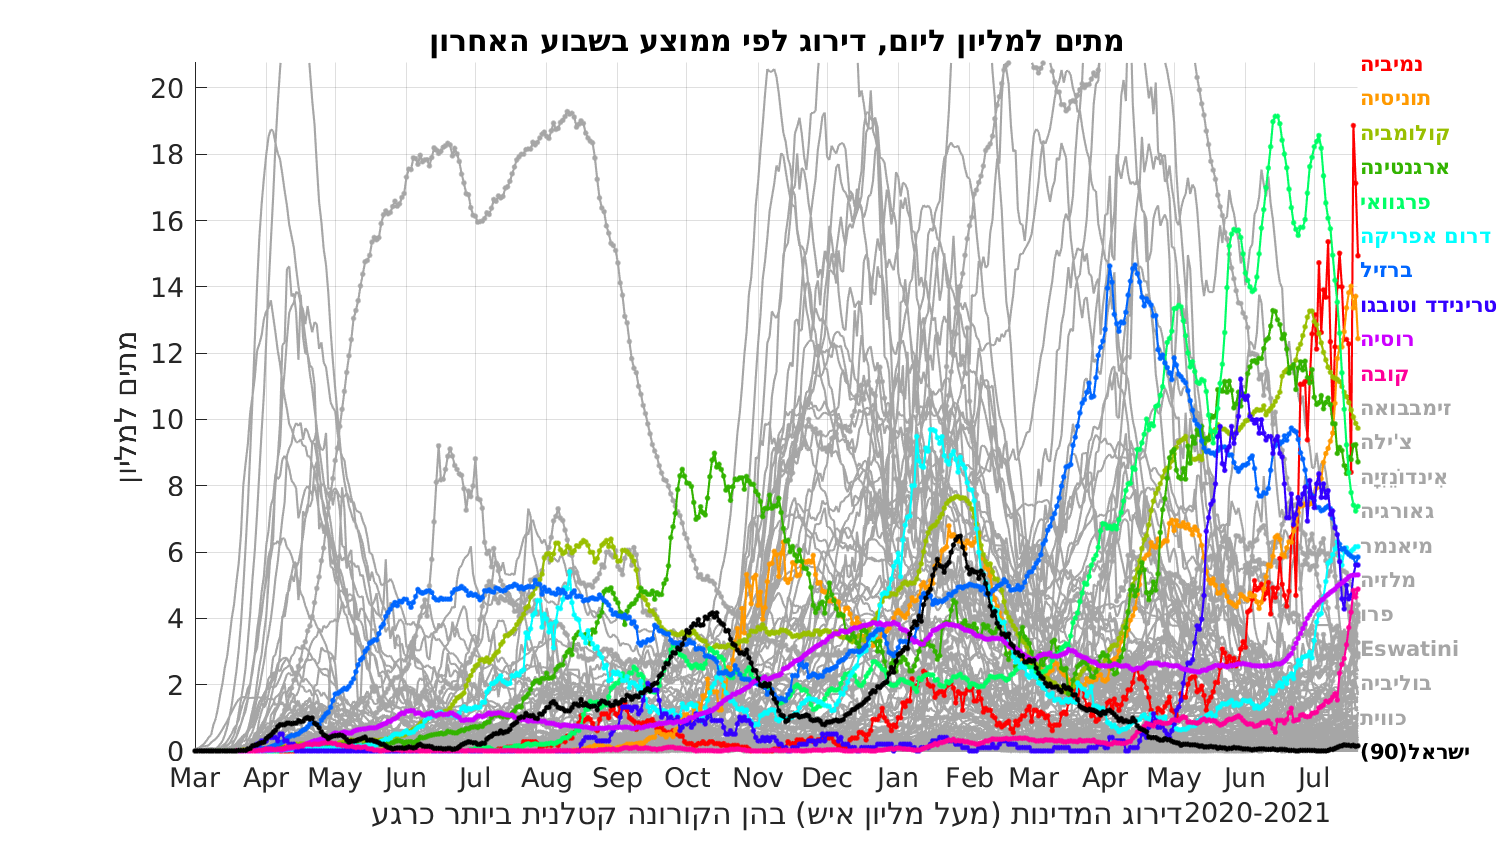 מתים למליון ליום, דירוג לפי ממוצע בשבוע האחרון
מתים למליון
20
18
16
14
12
10
8
6
4
2
0
Mar Apr May Jun Jul Aug Sep Oct Nov Dec Jan Feb Mar Apr May Jun Jul
דירוג המדינות (מעל מליון איש) בהן הקורונה קטלנית ביותר כרגע2020-2021
נמיביה
תוניסיה
קולומביה
ארגנטינה
פרגוואי
דרום אפריקה
ברזיל
טרינידד וטובגו
רוסיה
קובה
זימבבואה
צ'ילה
אִינדוֹנֵזִיָה
גאורגיה
מיאנמר
מלזיה
פרו
Eswatini
בוליביה
כווית
ישראל(90)